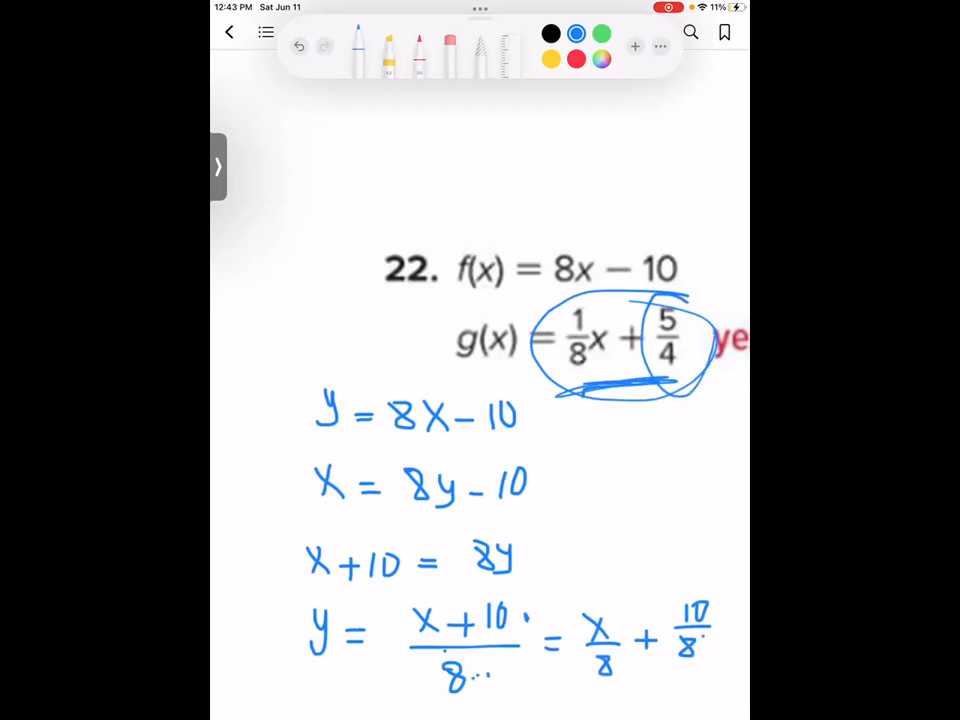 12:43 PM Sat Jun 11 11%
22. f(x) = 8x − 10
g(x) = 1/8 x + 5/4 ye
y = 8x − 10
x = 8y − 10
x + 10 = 8y
y = (x + 10)/8 = x/8 + 10/8